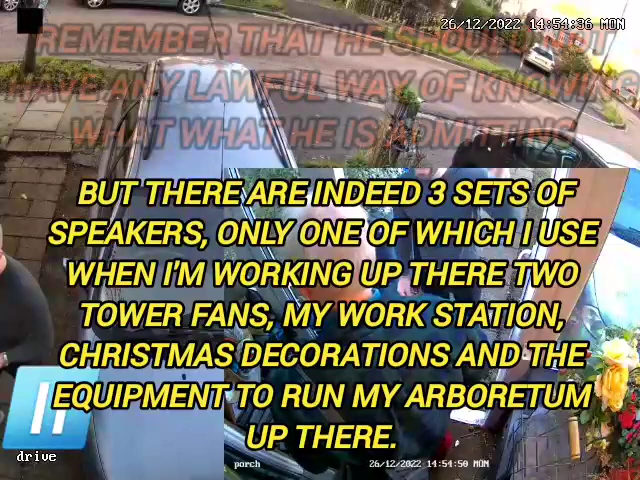 26/12/2022 14:54:36 MON
REMEMBER THAT HE SHOULD NOT
HAVE ANY LAWFUL WAY OF KNOWING
WHAT WHAT HE IS ADMITTING
BUT THERE ARE INDEED 3 SETS OF
SPEAKERS, ONLY ONE OF WHICH I USE
WHEN I'M WORKING UP THERE TWO
TOWER FANS, MY WORK STATION,
CHRISTMAS DECORATIONS AND THE
EQUIPMENT TO RUN MY ARBORETUM
UP THERE.
drive
porch 26/12/2022 14:54:50 MON